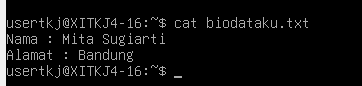 usertkj@XITKJ4-16:~$ cat biodataku.txt
Nama : Mita Sugiarti
Alamat : Bandung
usertkj@XITKJ4-16:~$ _